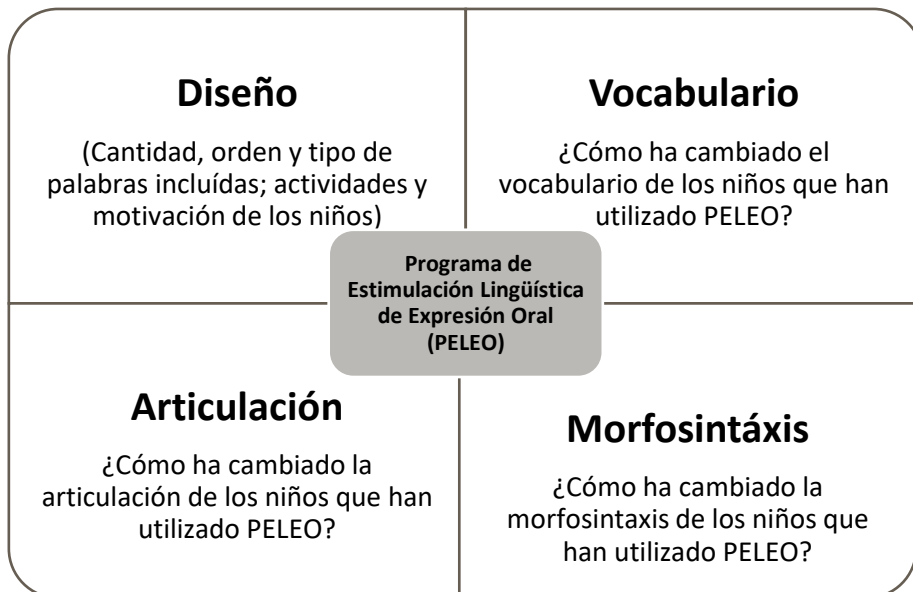 Diseño
(Cantidad, orden y tipo de
palabras incluídas; actividades y
motivación de los niños)
Vocabulario
¿Cómo ha cambiado el
vocabulario de los niños que han
utilizado PELEO?
Programa de
Estimulación Lingüística
de Expresión Oral
(PELEO)
Articulación
¿Cómo ha cambiado la
articulación de los niños que han
utilizado PELEO?
Morfosintáxis
¿Cómo ha cambiado la
morfosintaxis de los niños que
han utilizado PELEO?